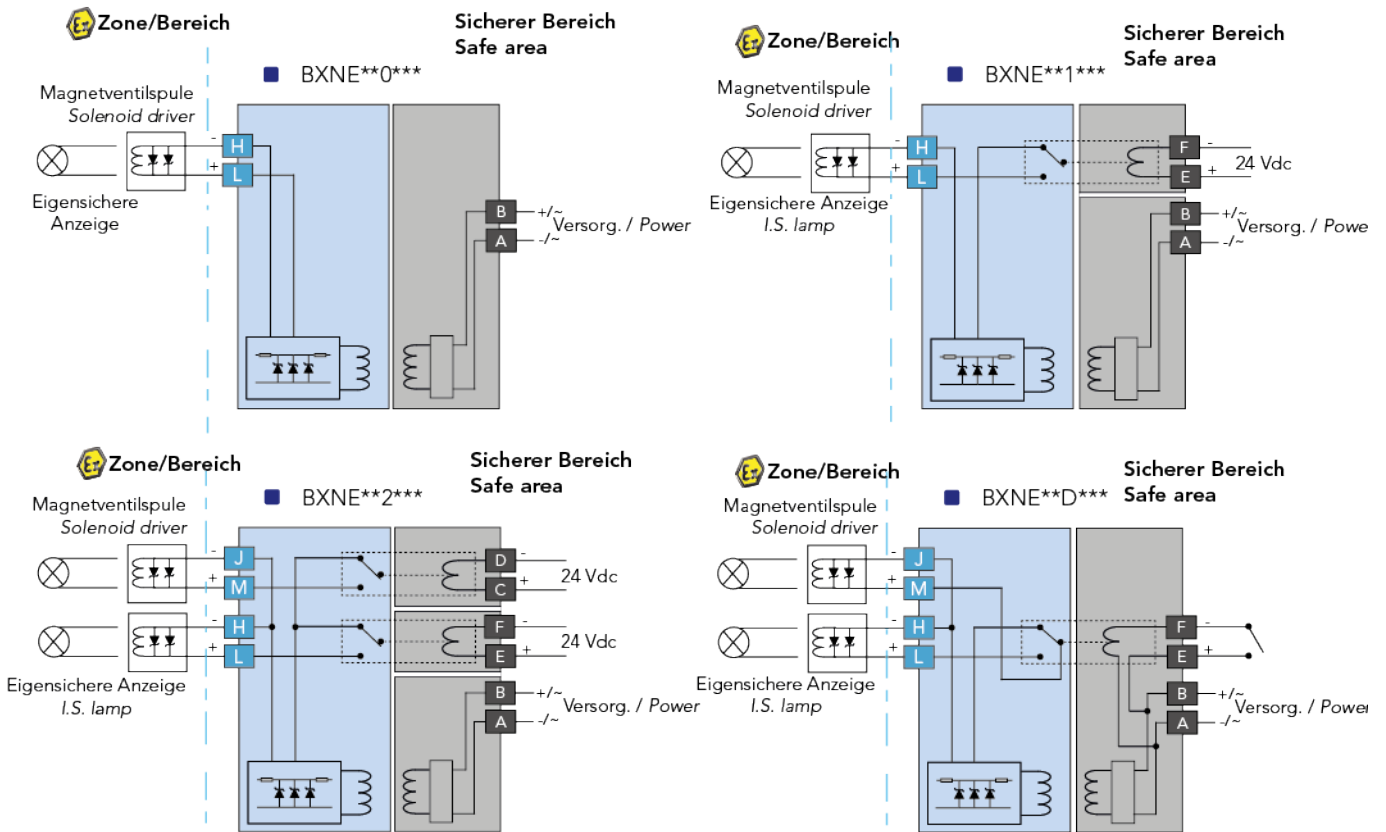 Zone/Bereich
Sicherer Bereich
Safe area
BXNE**0***
Magnetventilspule
Solenoid driver
- H
+ L
Eigensichere
Anzeige
B +/~
Versorg. / Power
A -/~
Zone/Bereich
Sicherer Bereich
Safe area
BXNE**1***
Magnetventilspule
Solenoid driver
- H
+ L
F -
24 Vdc
E +
Eigensichere Anzeige
I.S. lamp
B +/~
Versorg. / Powe
A -/~
Zone/Bereich
Sicherer Bereich
Safe area
BXNE**2***
Magnetventilspule
Solenoid driver
- J
+ M
- H
+ L
D -
24 Vdc
C +
F -
24 Vdc
E +
Eigensichere Anzeige
I.S. lamp
B +/~
Versorg. / Power
A -/~
Zone/Bereich
Sicherer Bereich
Safe area
BXNE**D***
Magnetventilspule
Solenoid driver
- J
+ M
- H
+ L
F -
E +
Eigensichere Anzeige
I.S. lamp
B +/~
Versorg. / Power
A -/~